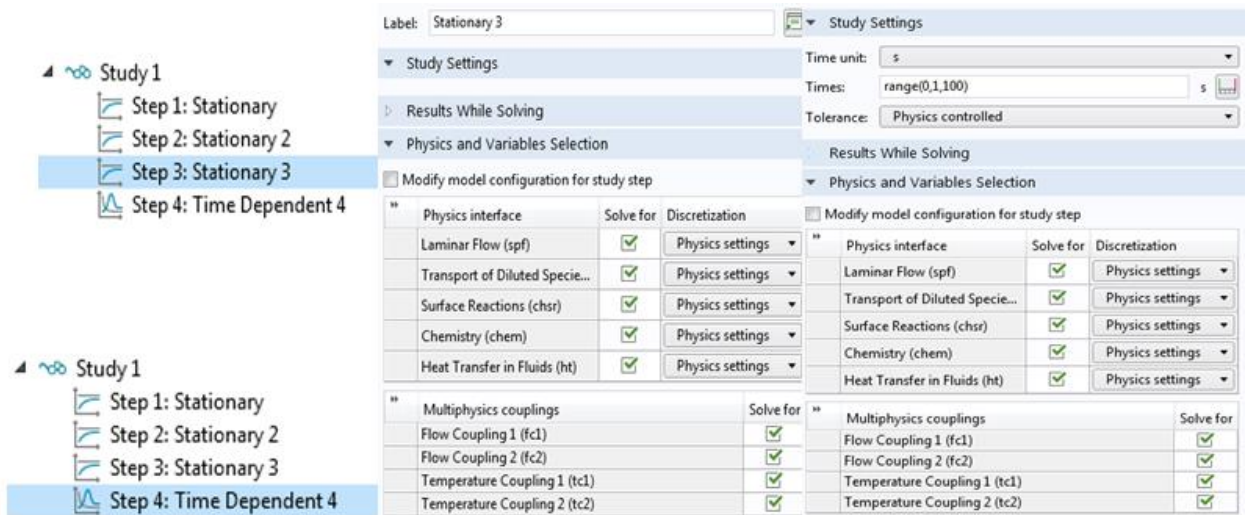 Study 1
Step 1: Stationary
Step 2: Stationary 2
Step 3: Stationary 3
Step 4: Time Dependent 4
Study 1
Step 1: Stationary
Step 2: Stationary 2
Step 3: Stationary 3
Step 4: Time Dependent 4
Label: Stationary 3
Study Settings
Results While Solving
Physics and Variables Selection
Modify model configuration for study step
Physics interface Solve for Discretization
Laminar Flow (spf) Physics settings
Transport of Diluted Specie... Physics settings
Surface Reactions (chsr) Physics settings
Chemistry (chem) Physics settings
Heat Transfer in Fluids (ht) Physics settings
Multiphysics couplings Solve for
Flow Coupling 1 (fc1)
Flow Coupling 2 (fc2)
Temperature Coupling 1 (tc1)
Temperature Coupling 2 (tc2)
Study Settings
Time unit: s
Times: range(0,1,100) s
Tolerance: Physics controlled
Results While Solving
Physics and Variables Selection
Modify model configuration for study step
Physics interface Solve for Discretization
Laminar Flow (spf) Physics settings
Transport of Diluted Specie... Physics settings
Surface Reactions (chsr) Physics settings
Chemistry (chem) Physics settings
Heat Transfer in Fluids (ht) Physics settings
Multiphysics couplings Solve for
Flow Coupling 1 (fc1)
Flow Coupling 2 (fc2)
Temperature Coupling 1 (tc1)
Temperature Coupling 2 (tc2)